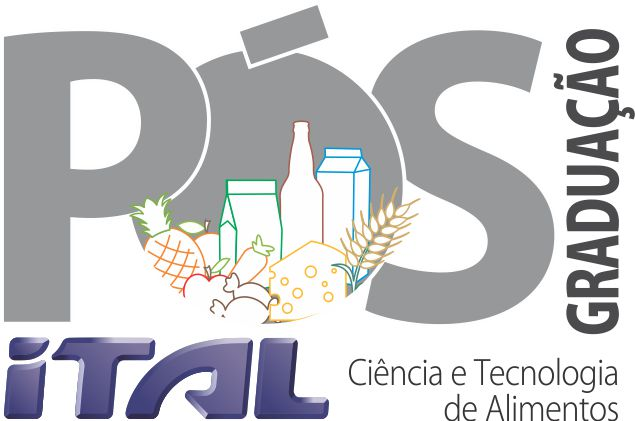 PÓS
GRADUAÇÃO
iTAL
Ciência e Tecnologia
de Alimentos